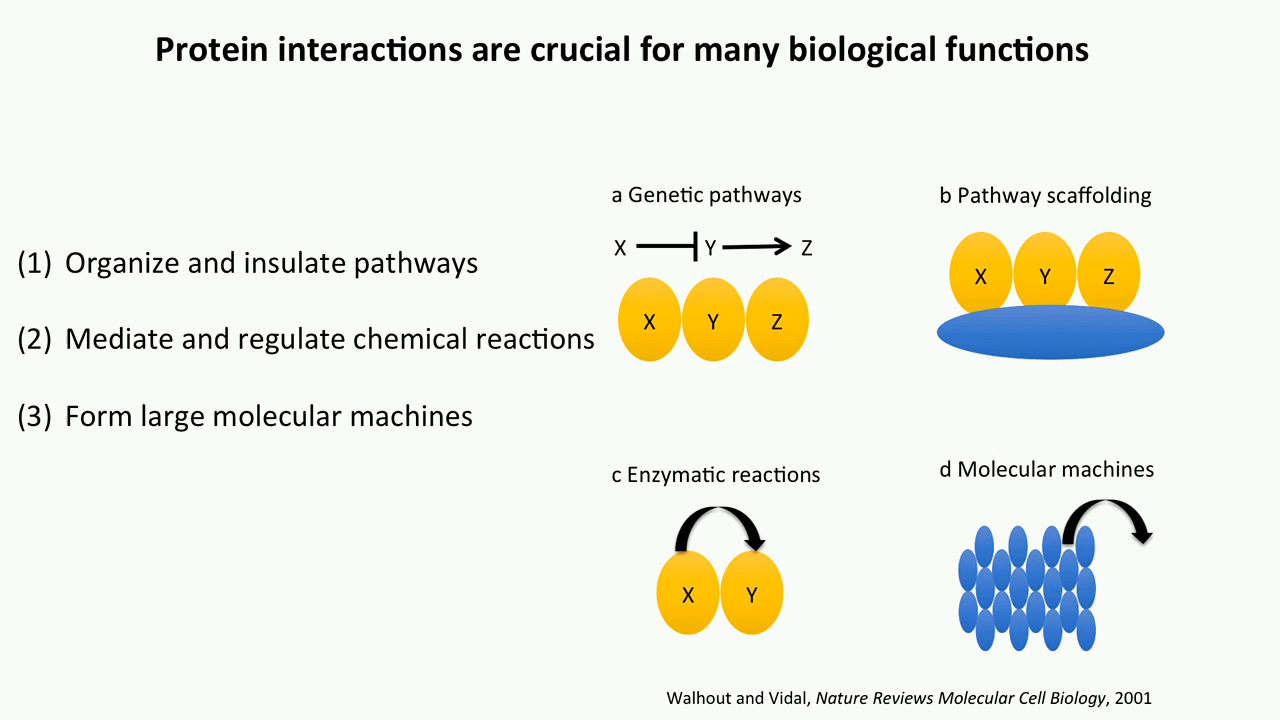 Protein interactions are crucial for many biological functions
(1) Organize and insulate pathways
(2) Mediate and regulate chemical reactions
(3) Form large molecular machines
a Genetic pathways
X Y Z
X Y Z
b Pathway scaffolding
X Y Z
c Enzymatic reactions
X Y
d Molecular machines
Walhout and Vidal, Nature Reviews Molecular Cell Biology, 2001